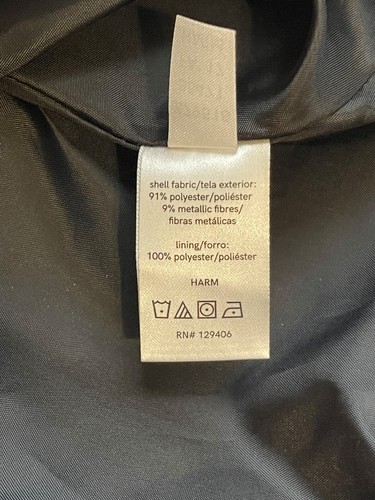 shell fabric/tela exterior:
91% polyester/poliéster
9% metallic fibres/
fibras metálicas
lining/forro:
100% polyester/poliéster
HARM
RN# 129406